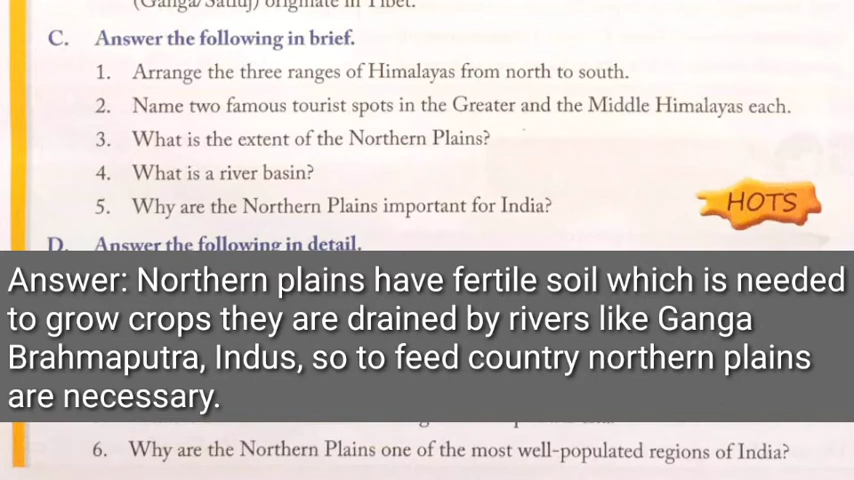 (Ganga/Satluj) originate in Tibet.
C. Answer the following in brief.
1. Arrange the three ranges of Himalayas from north to south.
2. Name two famous tourist spots in the Greater and the Middle Himalayas each.
3. What is the extent of the Northern Plains?
4. What is a river basin?
5. Why are the Northern Plains important for India?
HOTS
D. Answer the following in detail.
Answer: Northern plains have fertile soil which is needed
to grow crops they are drained by rivers like Ganga
Brahmaputra, Indus, so to feed country northern plains
are necessary.
6. Why are the Northern Plains one of the most well-populated regions of India?